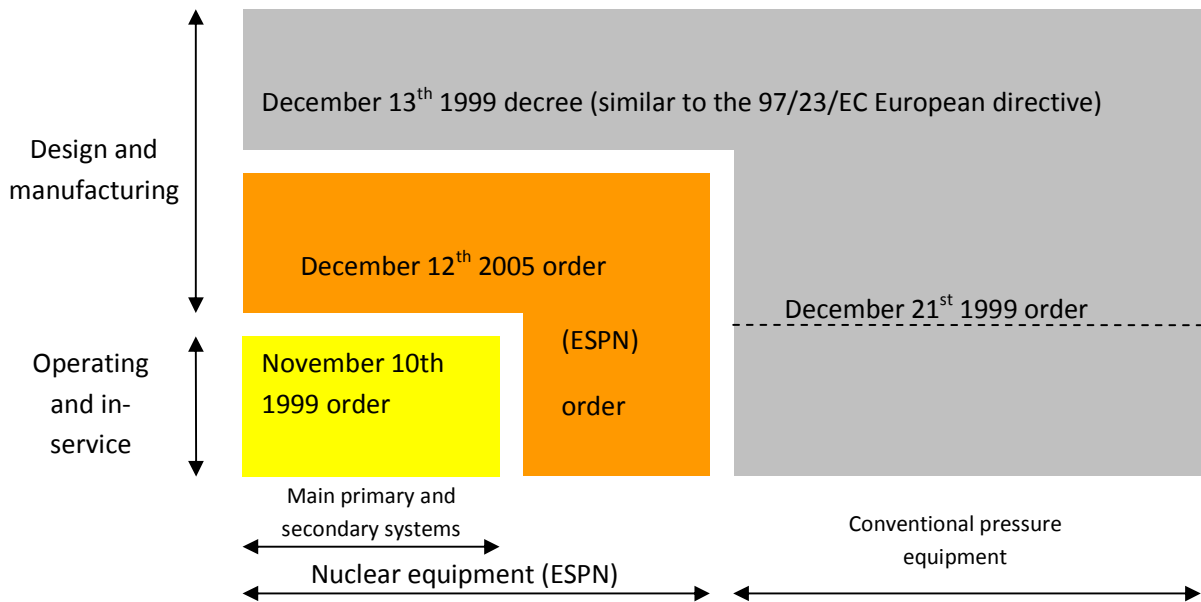 December 13th 1999 decree (similar to the 97/23/EC European directive)
Design and
manufacturing
December 12th 2005 order
December 21st 1999 order
(ESPN)
order
Operating
and in-
service
November 10th
1999 order
Main primary and
secondary systems
Conventional pressure
equipment
Nuclear equipment (ESPN)